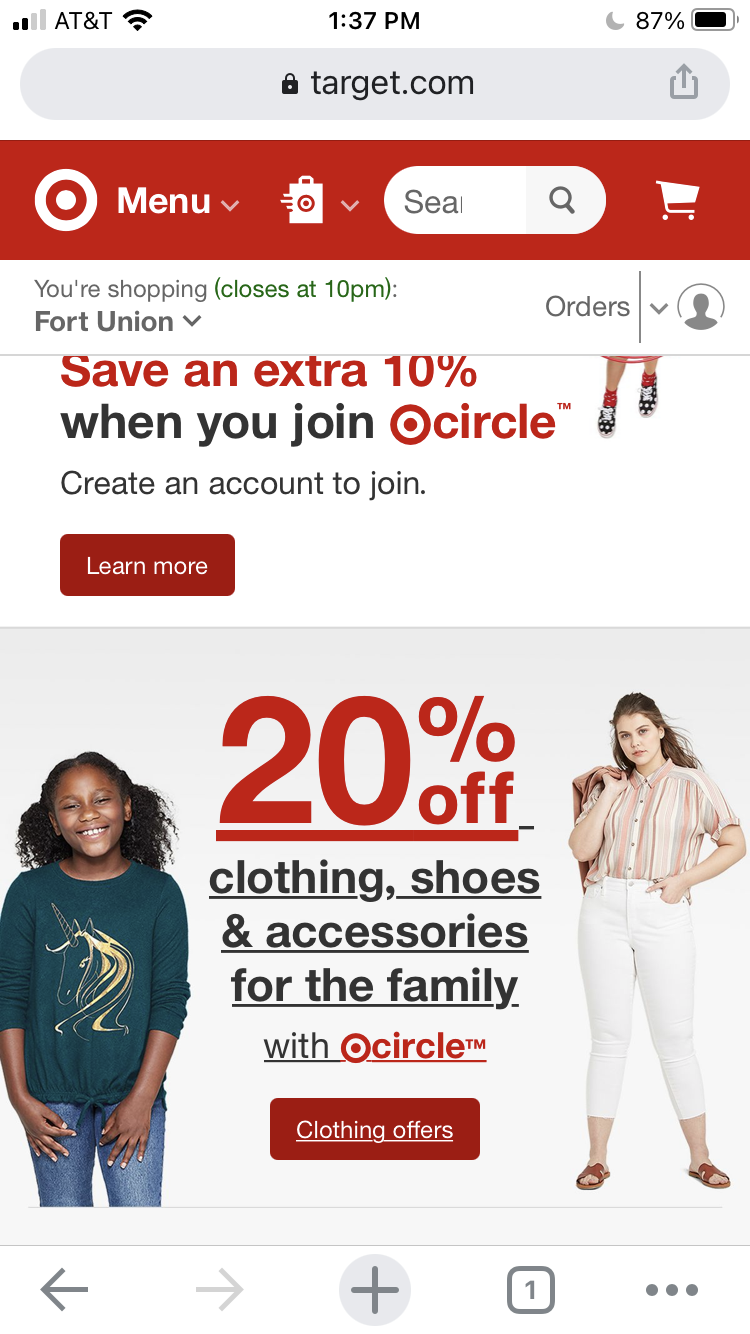 AT&T 1:37 PM 87%
target.com
Menu
You're shopping (closes at 10pm):
Fort Union
Orders
Save an extra 10%
when you join circle™
Create an account to join.
Learn more
20% off
clothing, shoes
& accessories
for the family
with circle™
Clothing offers
1